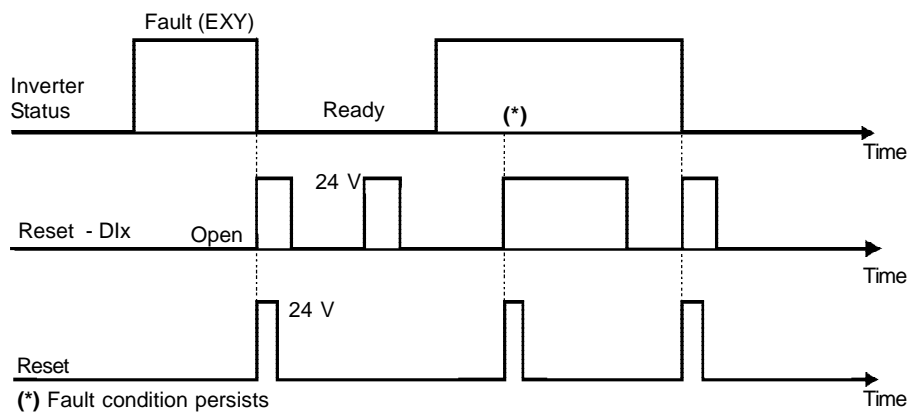 Fault (EXY)
Inverter
Status
Ready
(*)
Time
24 V
Reset - DIx
Open
Time
24 V
Reset
Time
(*) Fault condition persists